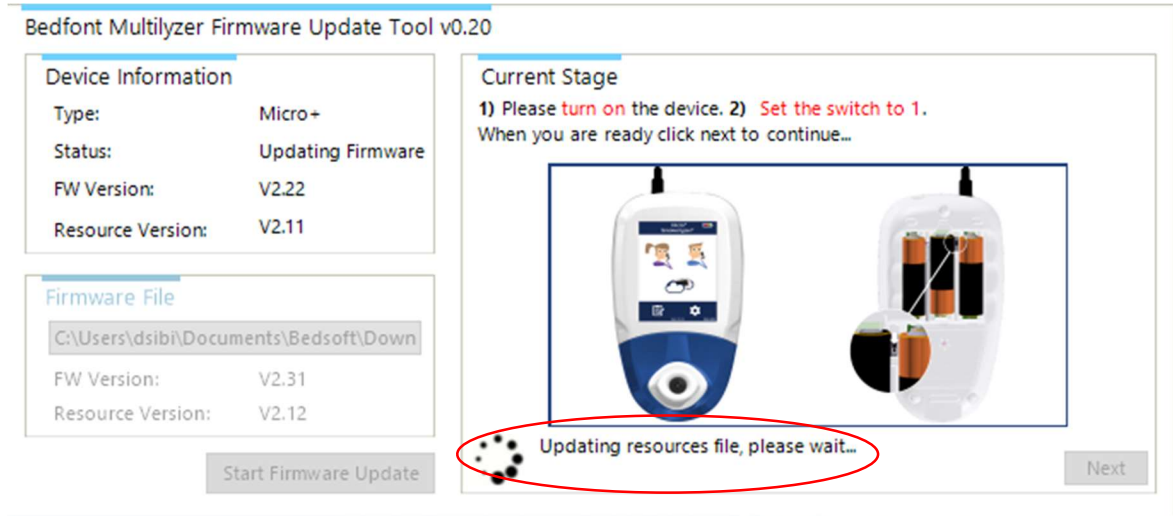 Bedfont Multilyzer Firmware Update Tool v0.20
Device Information
Type: Micro+
Status: Updating Firmware
FW Version: V2.22
Resource Version: V2.11
Firmware File
C:\Users\dsibi\Documents\Bedsoft\Down
FW Version: V2.31
Resource Version: V2.12
Start Firmware Update
Current Stage
1) Please turn on the device. 2) Set the switch to 1.
When you are ready click next to continue...
Updating resources file, please wait...
Next